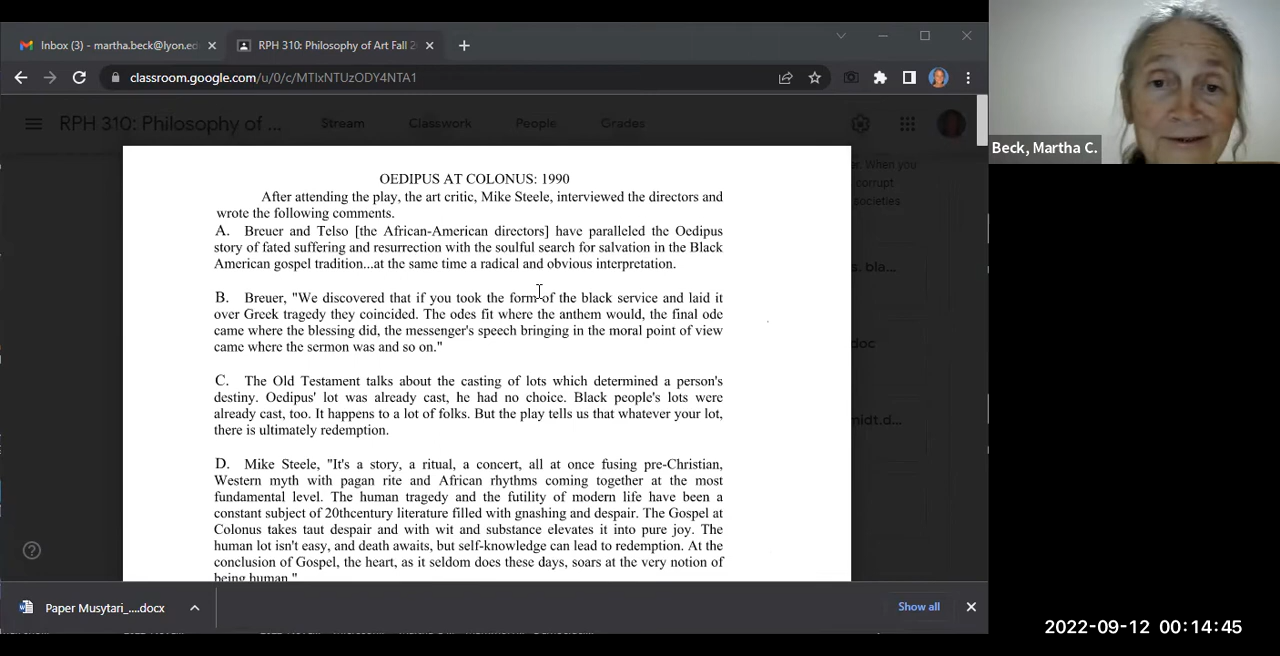 Inbox (3) - martha.beck@lyon.ed
RPH 310: Philosophy of Art Fall 2
classroom.google.com/u/0/c/MTIxNTUzODY4NTA1
RPH 310: Philosophy of ...
Stream
Classwork
People
Grades
Beck, Martha C.
er. When you
corrupt
societies
s. bla...
doc
midt.d...
OEDIPUS AT COLONUS: 1990
After attending the play, the art critic, Mike Steele, interviewed the directors and
wrote the following comments.
A. Breuer and Telso [the African-American directors] have paralleled the Oedipus
story of fated suffering and resurrection with the soulful search for salvation in the Black
American gospel tradition...at the same time a radical and obvious interpretation.
B. Breuer, "We discovered that if you took the form of the black service and laid it
over Greek tragedy they coincided. The odes fit where the anthem would, the final ode
came where the blessing did, the messenger's speech bringing in the moral point of view
came where the sermon was and so on."
C. The Old Testament talks about the casting of lots which determined a person's
destiny. Oedipus' lot was already cast, he had no choice. Black people's lots were
already cast, too. It happens to a lot of folks. But the play tells us that whatever your lot,
there is ultimately redemption.
D. Mike Steele, "It's a story, a ritual, a concert, all at once fusing pre-Christian,
Western myth with pagan rite and African rhythms coming together at the most
fundamental level. The human tragedy and the futility of modern life have been a
constant subject of 20thcentury literature filled with gnashing and despair. The Gospel at
Colonus takes taut despair and with wit and substance elevates it into pure joy. The
human lot isn't easy, and death awaits, but self-knowledge can lead to redemption. At the
conclusion of Gospel, the heart, as it seldom does these days, soars at the very notion of
being human."
Paper Musytari_....docx
Show all
2022-09-12 00:14:45